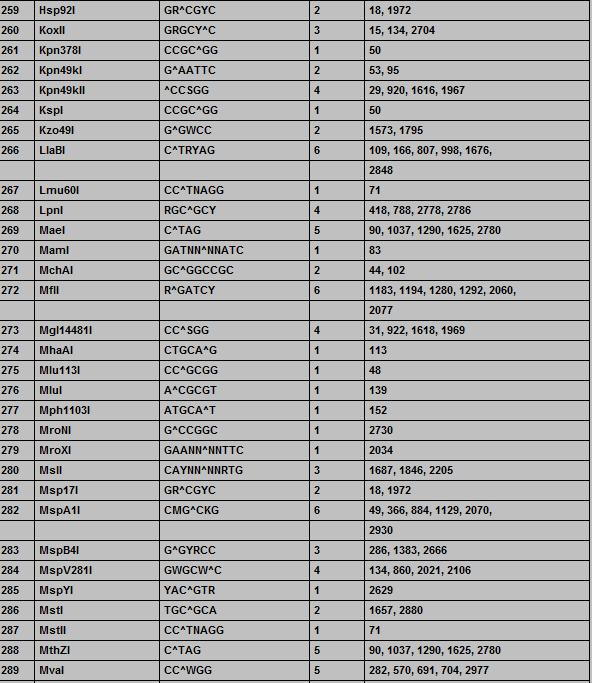 259 Hsp92I GR^CGYC 2 18, 1972
260 KoxII GRGCY^C 3 15, 134, 2704
261 Kpn378I CCGC^GG 1 50
262 Kpn49kI G^AATTC 2 53, 95
263 Kpn49kII ^CCSGG 4 29, 920, 1616, 1967
264 KspI CCGC^GG 1 50
265 Kzo49I G^GWCC 2 1573, 1795
266 LlaBI C^TRYAG 6 109, 166, 807, 998, 1676,
2848
267 Lmu60I CC^TNAGG 1 71
268 LpnI RGC^GCY 4 418, 788, 2778, 2786
269 MaeI C^TAG 5 90, 1037, 1290, 1625, 2780
270 MamI GATNN^NNATC 1 83
271 MchAI GC^GGCCGC 2 44, 102
272 MflI R^GATCY 6 1183, 1194, 1280, 1292, 2060,
2077
273 Mgl14481I CC^SGG 4 31, 922, 1618, 1969
274 MhaAI CTGCA^G 1 113
275 Mlu113I CC^GCGG 1 48
276 MluI A^CGCGT 1 139
277 Mph1103I ATGCA^T 1 152
278 MroNI G^CCGGC 1 2730
279 MroXI GAANN^NNTTC 1 2034
280 MslI CAYNN^NNRTG 3 1687, 1846, 2205
281 Msp17I GR^CGYC 2 18, 1972
282 MspA1I CMG^CKG 6 49, 366, 884, 1129, 2070,
2930
283 MspB4I G^GYRCC 3 286, 1383, 2666
284 MspV281I GWGCW^C 4 134, 860, 2021, 2106
285 MspYI YAC^GTR 1 2629
286 MstI TGC^GCA 2 1657, 2880
287 MstII CC^TNAGG 1 71
288 MthZI C^TAG 5 90, 1037, 1290, 1625, 2780
289 MvaI CC^WGG 5 282, 570, 691, 704, 2977